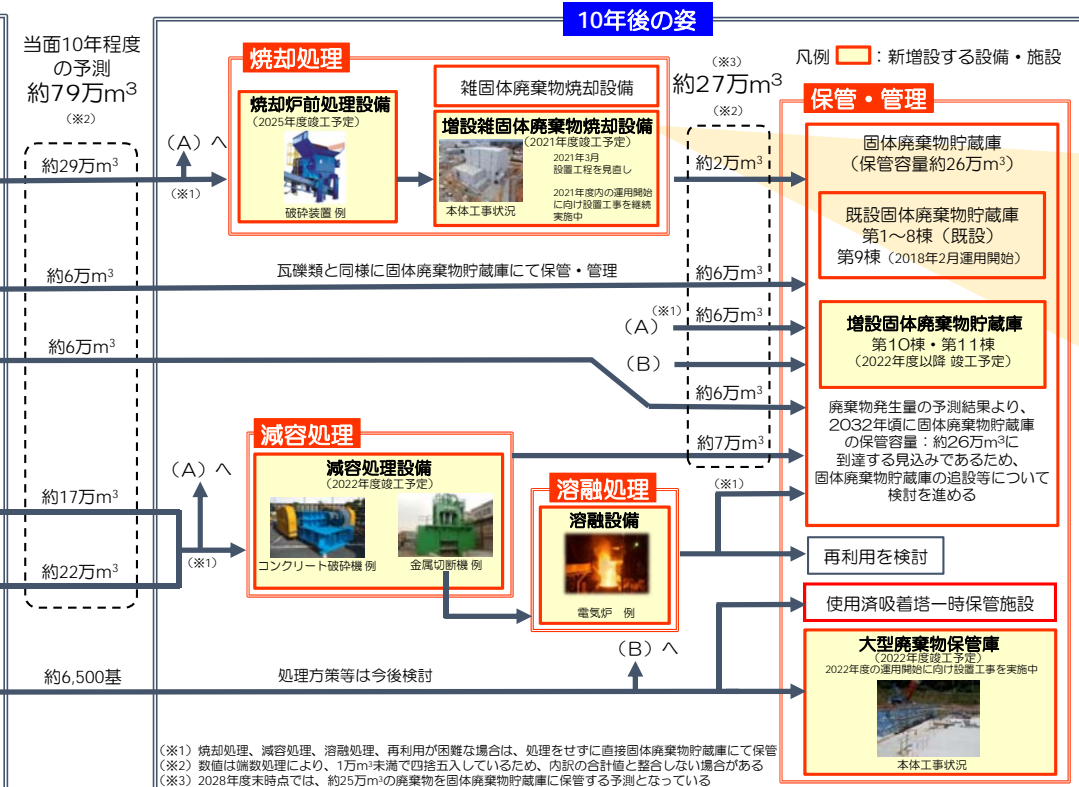 10年後の姿
当面10年程度
の予測
約79万m³
(※2)
約29万m³
約6万m³
約6万m³
約17万m³
約22万m³
約6,500基
焼却処理
雑固体廃棄物焼却設備
焼却炉前処理設備
(2025年度竣工予定)
破砕装置 例
増設雑固体廃棄物焼却設備
(2021年度竣工予定)
2021年3月
設置工程を見直し
2021年度内の運用開始
に向け設置工事を継続
実施中
本体工事状況
(A)へ
(※1)
瓦礫類と同様に固体廃棄物貯蔵庫にて保管・管理
(※3)
約27万m³
(※2)
約2万m³
約6万m³
(A)(※1)
約6万m³
(B)
約6万m³
約7万m³
凡例
:新増設する設備・施設
保管・管理
固体廃棄物貯蔵庫
(保管容量約26万m³)
既設固体廃棄物貯蔵庫
第1~8棟(既設)
第9棟(2018年2月運用開始)
増設固体廃棄物貯蔵庫
第10棟・第11棟
(2022年度以降 竣工予定)
廃棄物発生量の予測結果より、
2032年頃に固体廃棄物貯蔵庫
の保管容量:約26万m³に
到達する見込みであるため、
固体廃棄物貯蔵庫の追設等について
検討を進める
減容処理
減容処理設備
(2022年度竣工予定)
コンクリート破砕機 例
金属切断機 例
(A)へ
(※1)
溶融処理
溶融設備
電気炉 例
(※1)
再利用を検討
使用済吸着塔一時保管施設
(B)へ
処理方策等は今後検討
大型廃棄物保管庫
(2022年度竣工予定)
2022年度の運用開始に向け設置工事を実施中
本体工事状況
(※1)焼却処理、減容処理、溶融処理、再利用が困難な場合は、処理をせずに直接固体廃棄物貯蔵庫にて保管
(※2)数値は端数処理により、1万m³未満で四捨五入しているため、内訳の合計値と整合しない場合がある
(※3)2028年度末時点では、約25万m³の廃棄物を固体廃棄物貯蔵庫に保管する予測となっている